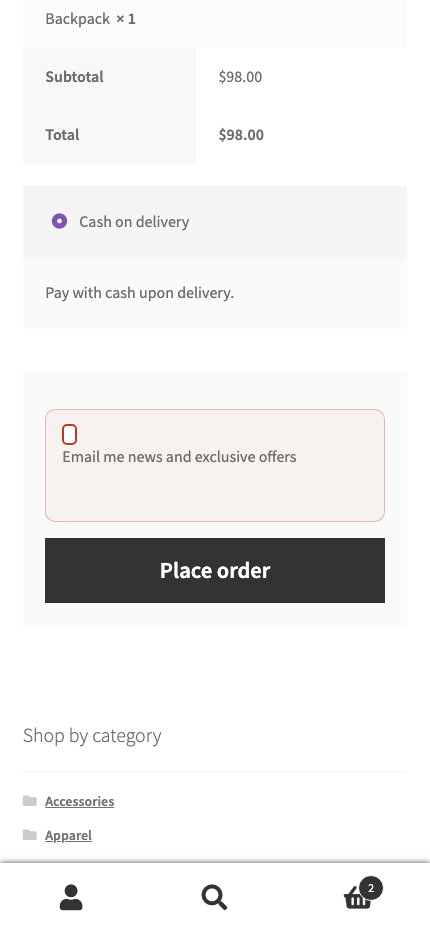 Backpack × 1
Subtotal $98.00
Total $98.00
Cash on delivery
Pay with cash upon delivery.
Email me news and exclusive offers
Place order
Shop by category
Accessories
Apparel
2